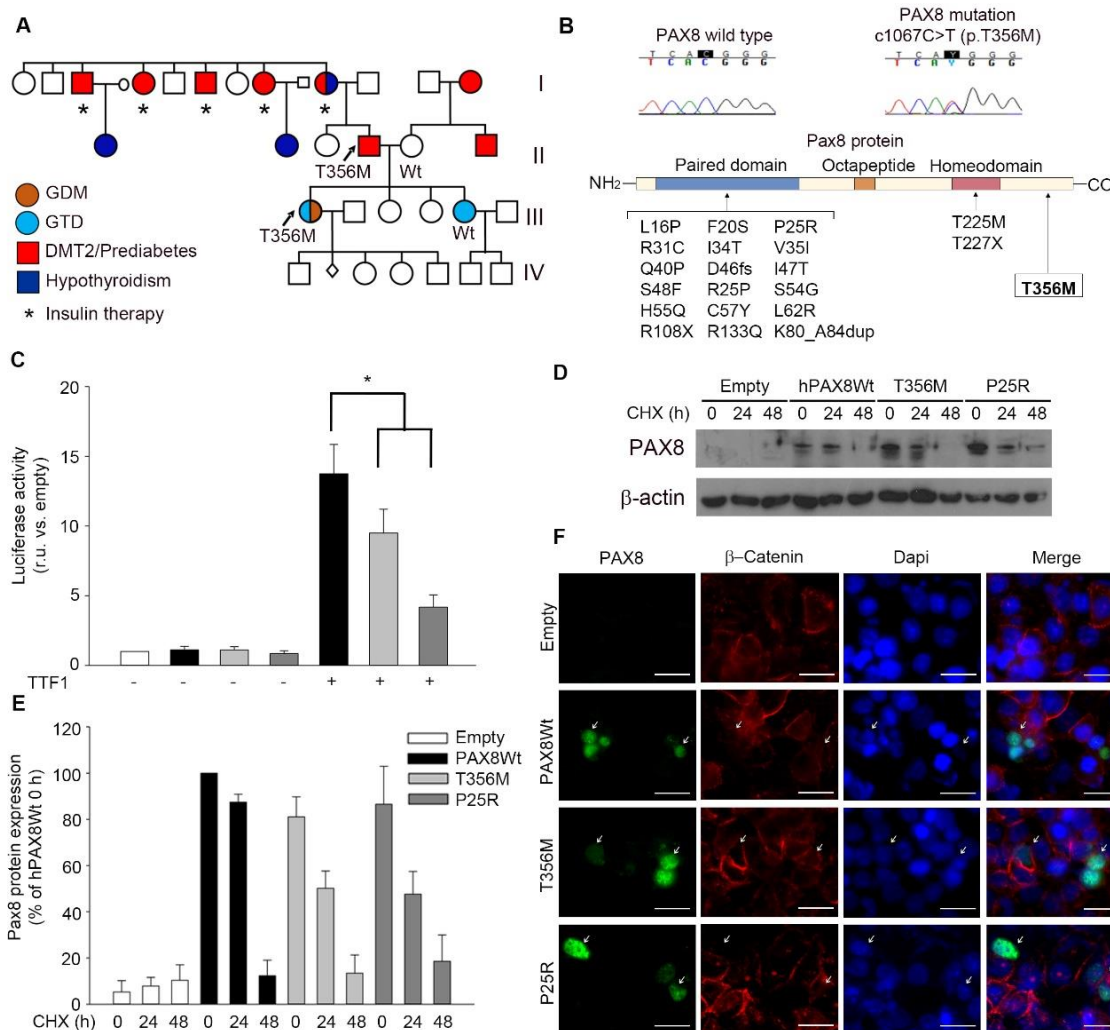 A
I
*
*
*
*
*
T356M
Wt
II
T356M
Wt
III
IV
GDM
GTD
DMT2/Prediabetes
Hypothyroidism
* Insulin therapy
B
PAX8 wild type
PAX8 mutation
c1067C>T (p.T356M)
T C A C G G G
T C A C G G G
T C A Y G G G
T C A Y G G G
Pax8 protein
Paired domain
Octapeptide
Homeodomain
NH₂
CO
L16P F20S P25R
R31C I34T V35I
Q40P D46fs I47T
S48F R25P S54G
H55Q C57Y L62R
R108X R133Q K80_A84dup
T225M
T227X
T356M
C
Luciferase activity
(r.u. vs. empty)
20
15
10
5
0
*
TTF1 - - - - + + +
D
Empty hPAX8Wt T356M P25R
CHX (h) 0 24 48 0 24 48 0 24 48 0 24 48
PAX8
β-actin
E
Pax8 protein expression
(% of hPAX8Wt 0 h)
120
100
80
60
40
20
0
Empty
PAX8Wt
T356M
P25R
CHX (h) 0 24 48 0 24 48 0 24 48 0 24 48
F
PAX8 β-Catenin Dapi Merge
Empty
PAX8Wt
T356M
P25R